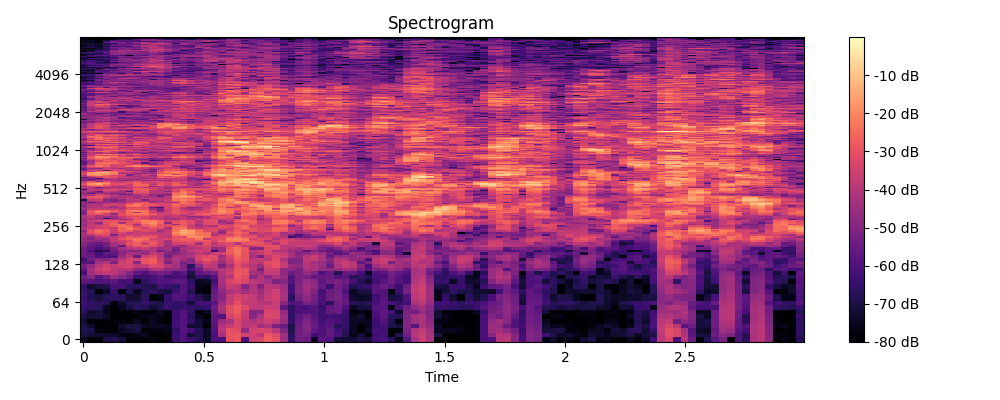 Spectrogram
Hz
4096
2048
1024
512
256
128
64
0
0
0.5
1
1.5
2
2.5
Time
-10 dB
-20 dB
-30 dB
-40 dB
-50 dB
-60 dB
-70 dB
-80 dB